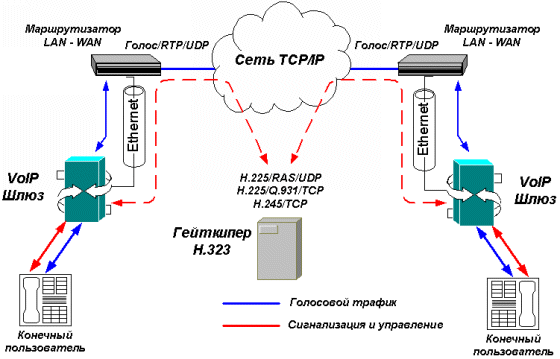 Маршрутизатор
LAN - WAN
Голос/RTP/UDP
Сеть TCP/IP
Голос/RTP/UDP
Маршрутизатор
LAN - WAN
Ethernet
Ethernet
VoIP
Шлюз
H.225/RAS/UDP
H.225/Q.931/TCP
H.245/TCP
VoIP
Шлюз
Гейткипер
H.323
Голосовой трафик
Сигнализация и управление
Конечный
пользователь
Конечный
пользователь